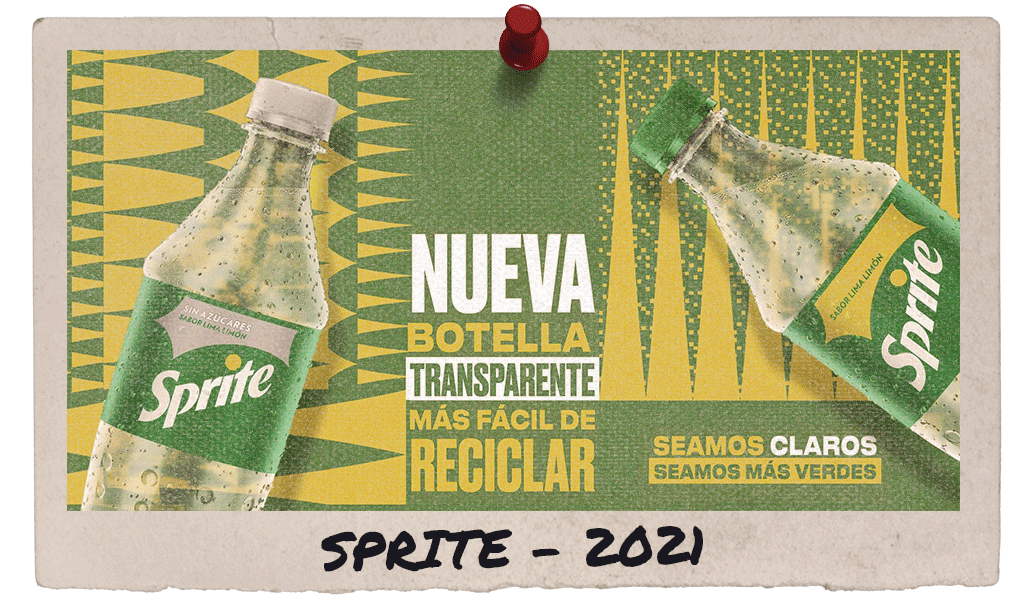 SIN AZÚCARES
SABOR LIMA LIMÓN
Sprite
NUEVA
BOTELLA
TRANSPARENTE
MÁS FÁCIL DE
RECICLAR
SABOR LIMA LIMÓN
Sprite
SEAMOS CLAROS
SEAMOS MÁS VERDES
SPRITE - 2021